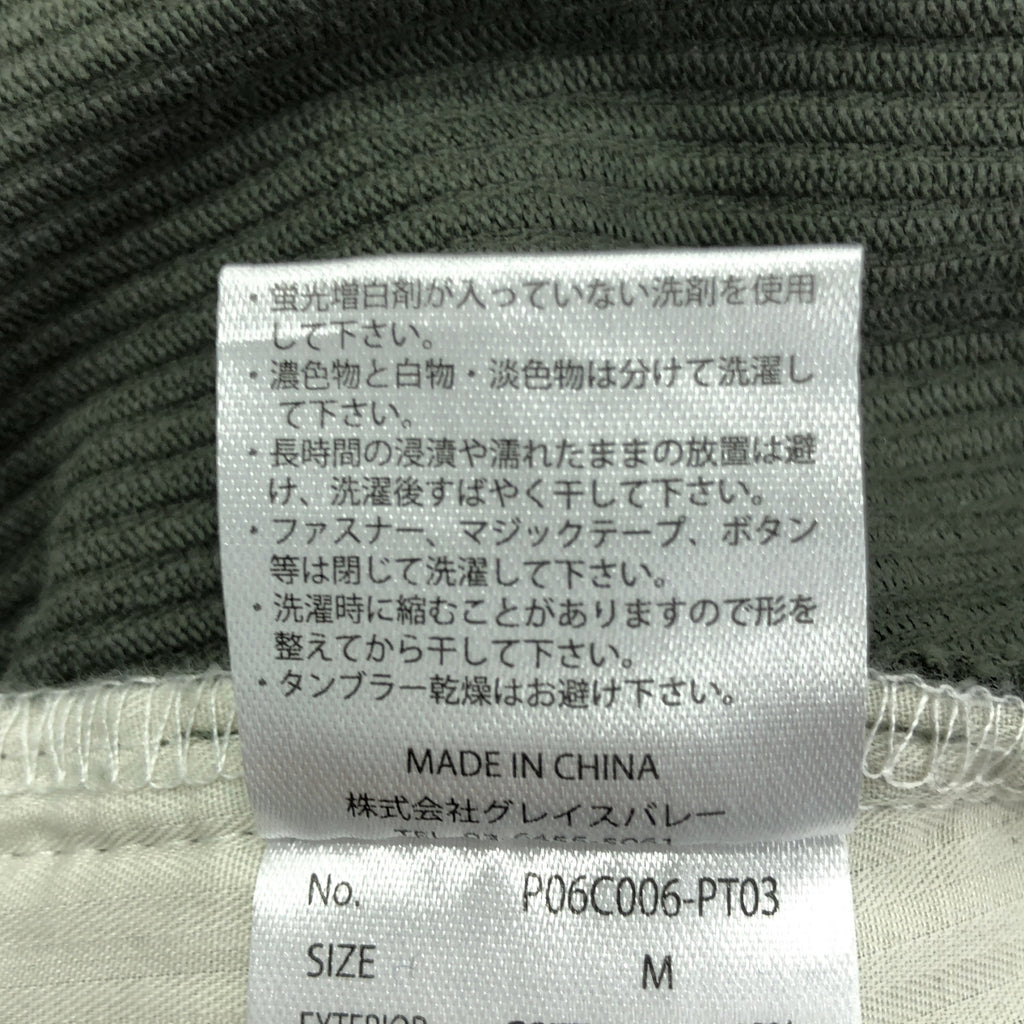 ・蛍光増白剤が入っていない洗剤を使用
して下さい。
・濃色物と白物・淡色物は分けて洗濯し
て下さい。
・長時間の浸漬や濡れたままの放置は避
け、洗濯後すばやく干して下さい。
・ファスナー、マジックテープ、ボタン
等は閉じて洗濯して下さい。
・洗濯時に縮むことがありますので形を
整えてから干して下さい。
・タンブラー乾燥はお避け下さい。
MADE IN CHINA
株式会社グレイスバレー
TEL
No. P06C006-PT03
SIZE M
EXTERIOR